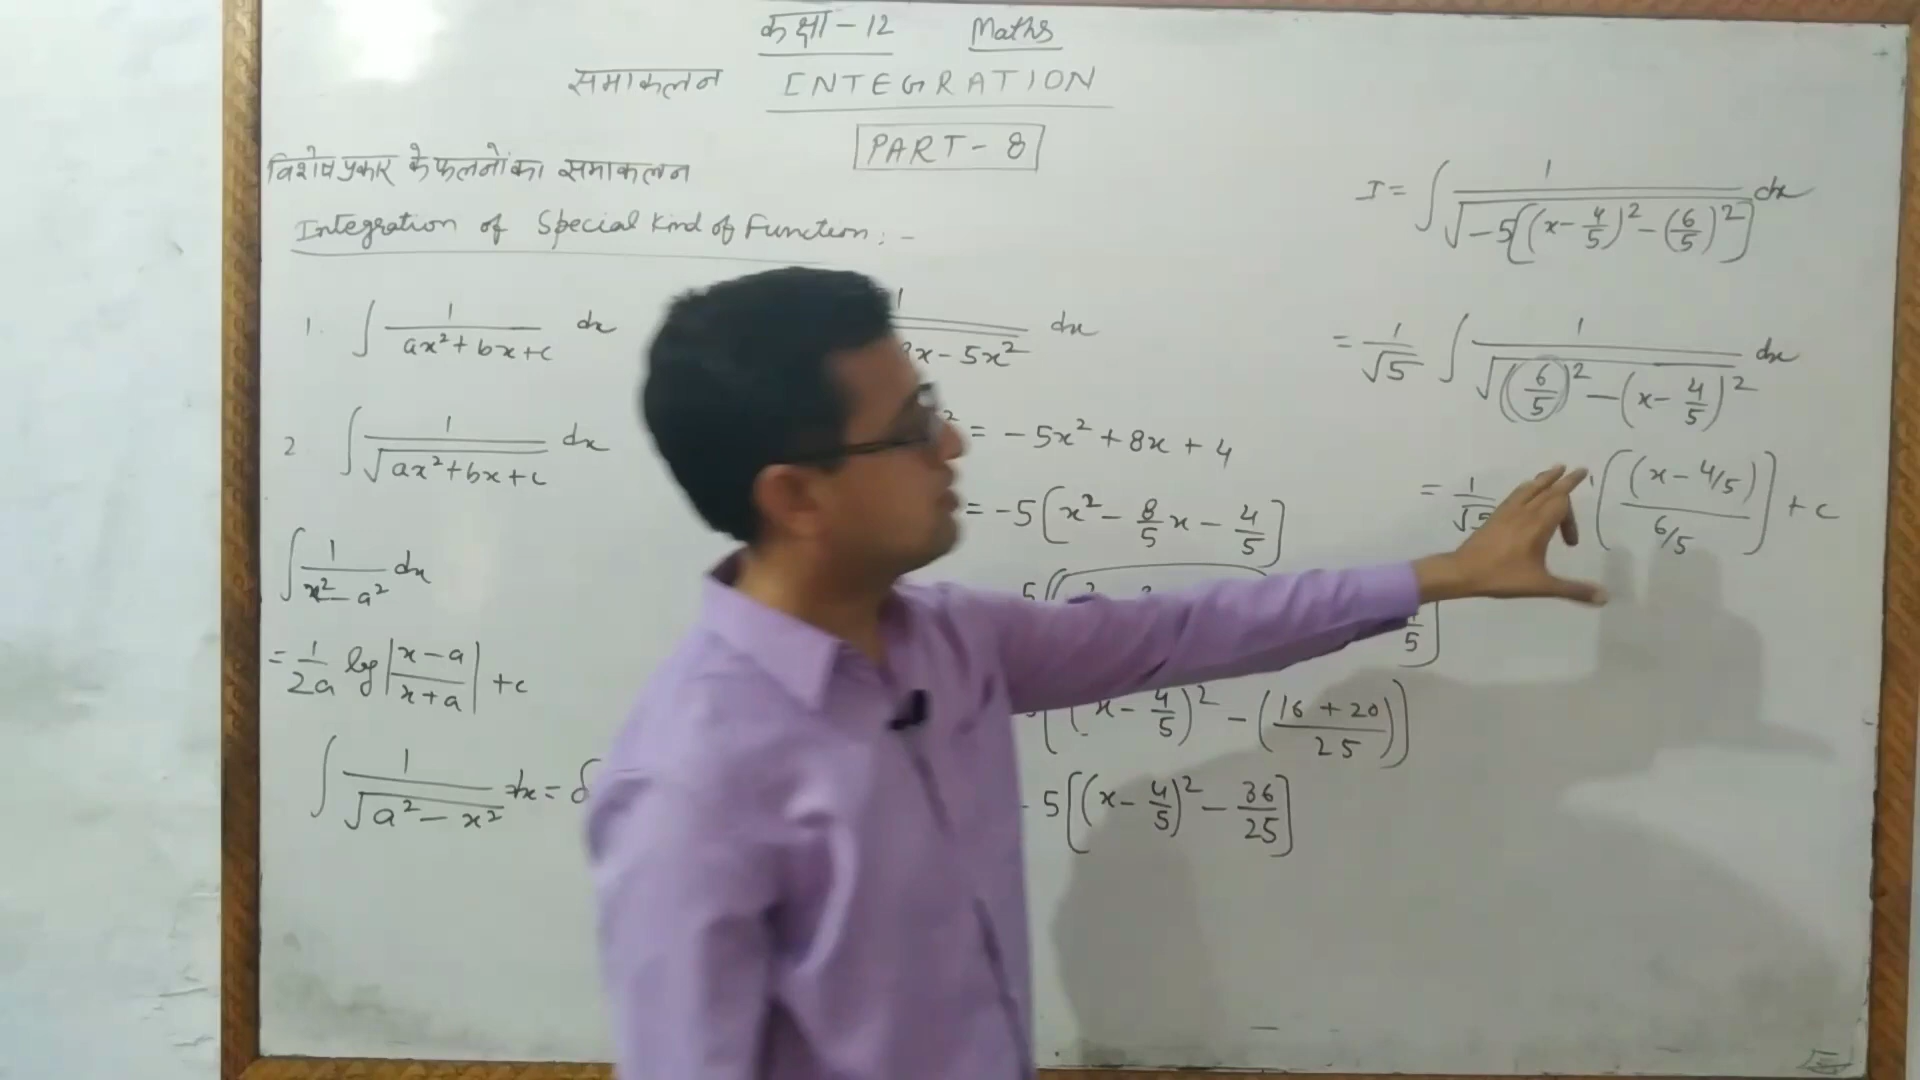 कक्षा - 12 Maths
समाकलन INTEGRATION
PART - 8
विशेष प्रकार के फलनों का समाकलन
Integration of Special Kind of Function : -
1. ∫ 1/(ax² + bx + c) dx
2 ∫ 1/√(ax² + bx + c) dx
∫ 1/(x² - a²) dx
= 1/2a log |(x - a)/(x + a)| + c
∫ 1/√(a² - x²) dx =
8x - 5x² dx
= - 5x² + 8x + 4
= -5 [x² - 8/5 x - 4/5]
5
[(x - 4/5)² - ((16 + 20)/25)]
- 5 [(x - 4/5)² - 36/25]
I = ∫ 1/√(-5[(x - 4/5)² - (6/5)²]) dx
= 1/√5 ∫ 1/√((6/5)² - (x - 4/5)²) dx
= 1/√5 [(x - 4/5)/(6/5)] + c